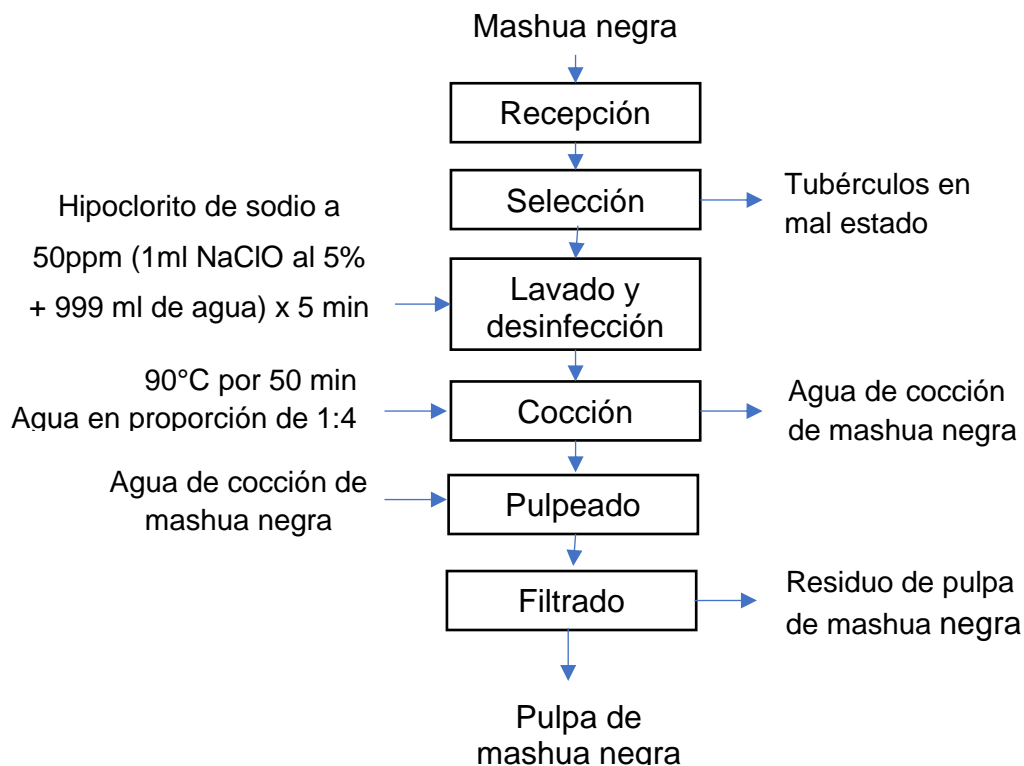 Mashua negra
Recepción
Selección
Tubérculos en
mal estado
Hipoclorito de sodio a
50ppm (1ml NaClO al 5%
+ 999 ml de agua) x 5 min
Lavado y
desinfección
90°C por 50 min
Agua en proporción de 1:4
Cocción
Agua de cocción
de mashua negra
Agua de cocción de
mashua negra
Pulpeado
Filtrado
Residuo de pulpa
de mashua negra
Pulpa de
mashua negra